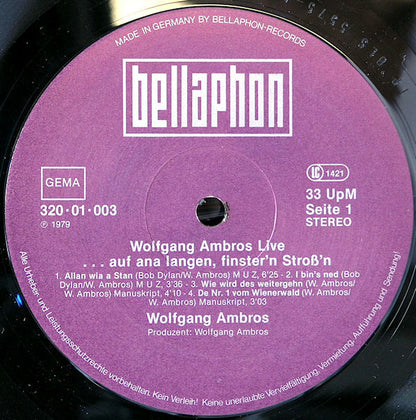 BLS 5575
MADE IN GERMANY BY BELLAPHON-RECORDS
bellaphon
GEMA
LC 1421
320·01·003
33 UpM
℗ 1979
Seite 1
STEREO
Wolfgang Ambros Live
. . . auf ana langen, finster'n Stroß'n
1. Allan wia a Stan (Bob Dylan/W. Ambros) M U Z, 6'25 - 2. I bin's ned (Bob
Dylan/W. Ambros) M U Z, 3'36 - 3. Wie wird des weitergehn (W. Ambros/
W. Ambros) Manuskript, 4'10 - 4. De Nr. 1 vom Wienerwald (W. Ambros/
W. Ambros) Manuskript, 3'03
Wolfgang Ambros
Produzent: Wolfgang Ambros
Alle Urheber und Leistungsschutzrechte vorbehalten. Kein Verleih! Keine unerlaubte Vervielfältigung, Vermietung, Aufführung und Sendung!